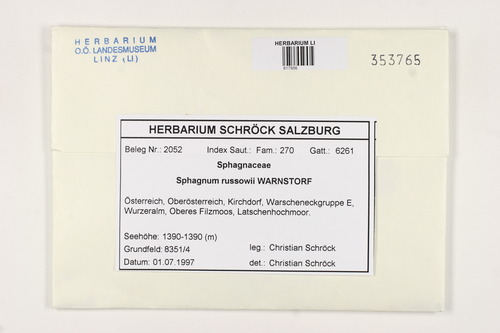 HERBARIUM
O.Ö. LANDESMUSEUM
LINZ (LI)
HERBARIUM LI
353765
HERBARIUM SCHRÖCK SALZBURG
Beleg Nr.: 2052 Index Saut.: Fam.: 270 Gatt.: 6261
Sphagnaceae
Sphagnum russowii WARNSTORF
Österreich, Oberösterreich, Kirchdorf, Warscheneckgruppe E,
Wurzeralm, Oberes Filzmoos, Latschenhochmoor.
Seehöhe: 1390-1390 (m)
Grundfeld: 8351/4 leg.: Christian Schröck
Datum: 01.07.1997 det.: Christian Schröck